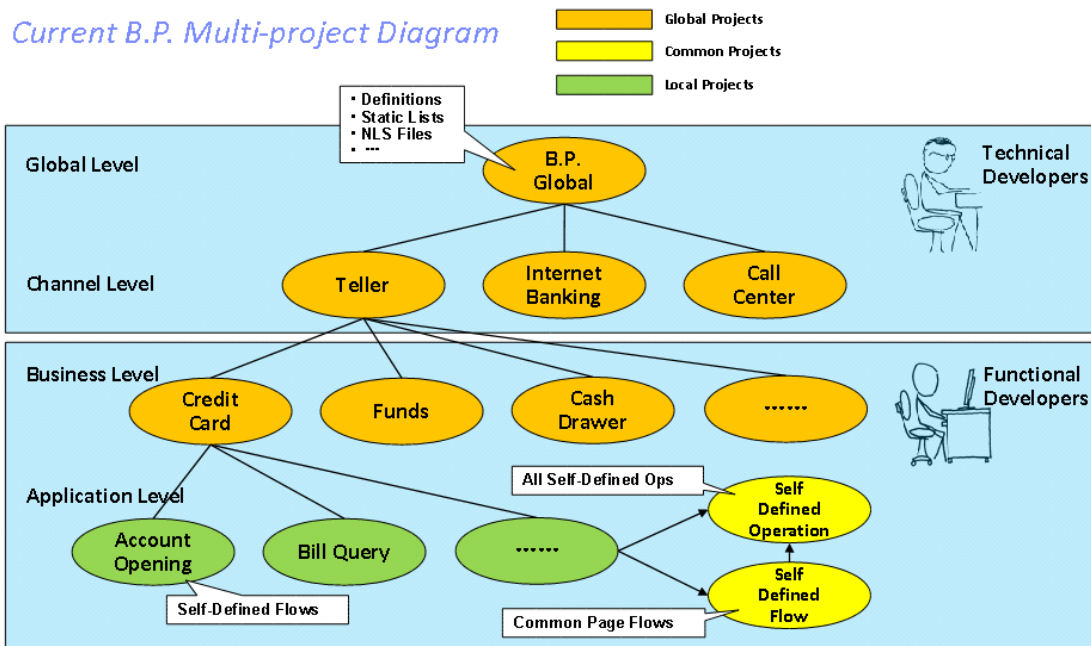 Current B.P. Multi-project Diagram
Global Projects
Common Projects
Local Projects
▪ Definitions
▪ Static Lists
▪ NLS Files
▪ ---
Global Level
B.P.
Global
Technical
Developers
Channel Level
Teller
Internet
Banking
Call
Center
Business Level
Credit
Card
Funds
Cash
Drawer
······
Functional
Developers
Application Level
All Self-Defined Ops
Self
Defined
Operation
Account
Opening
Bill Query
······
Self
Defined
Flow
Self-Defined Flows
Common Page Flows